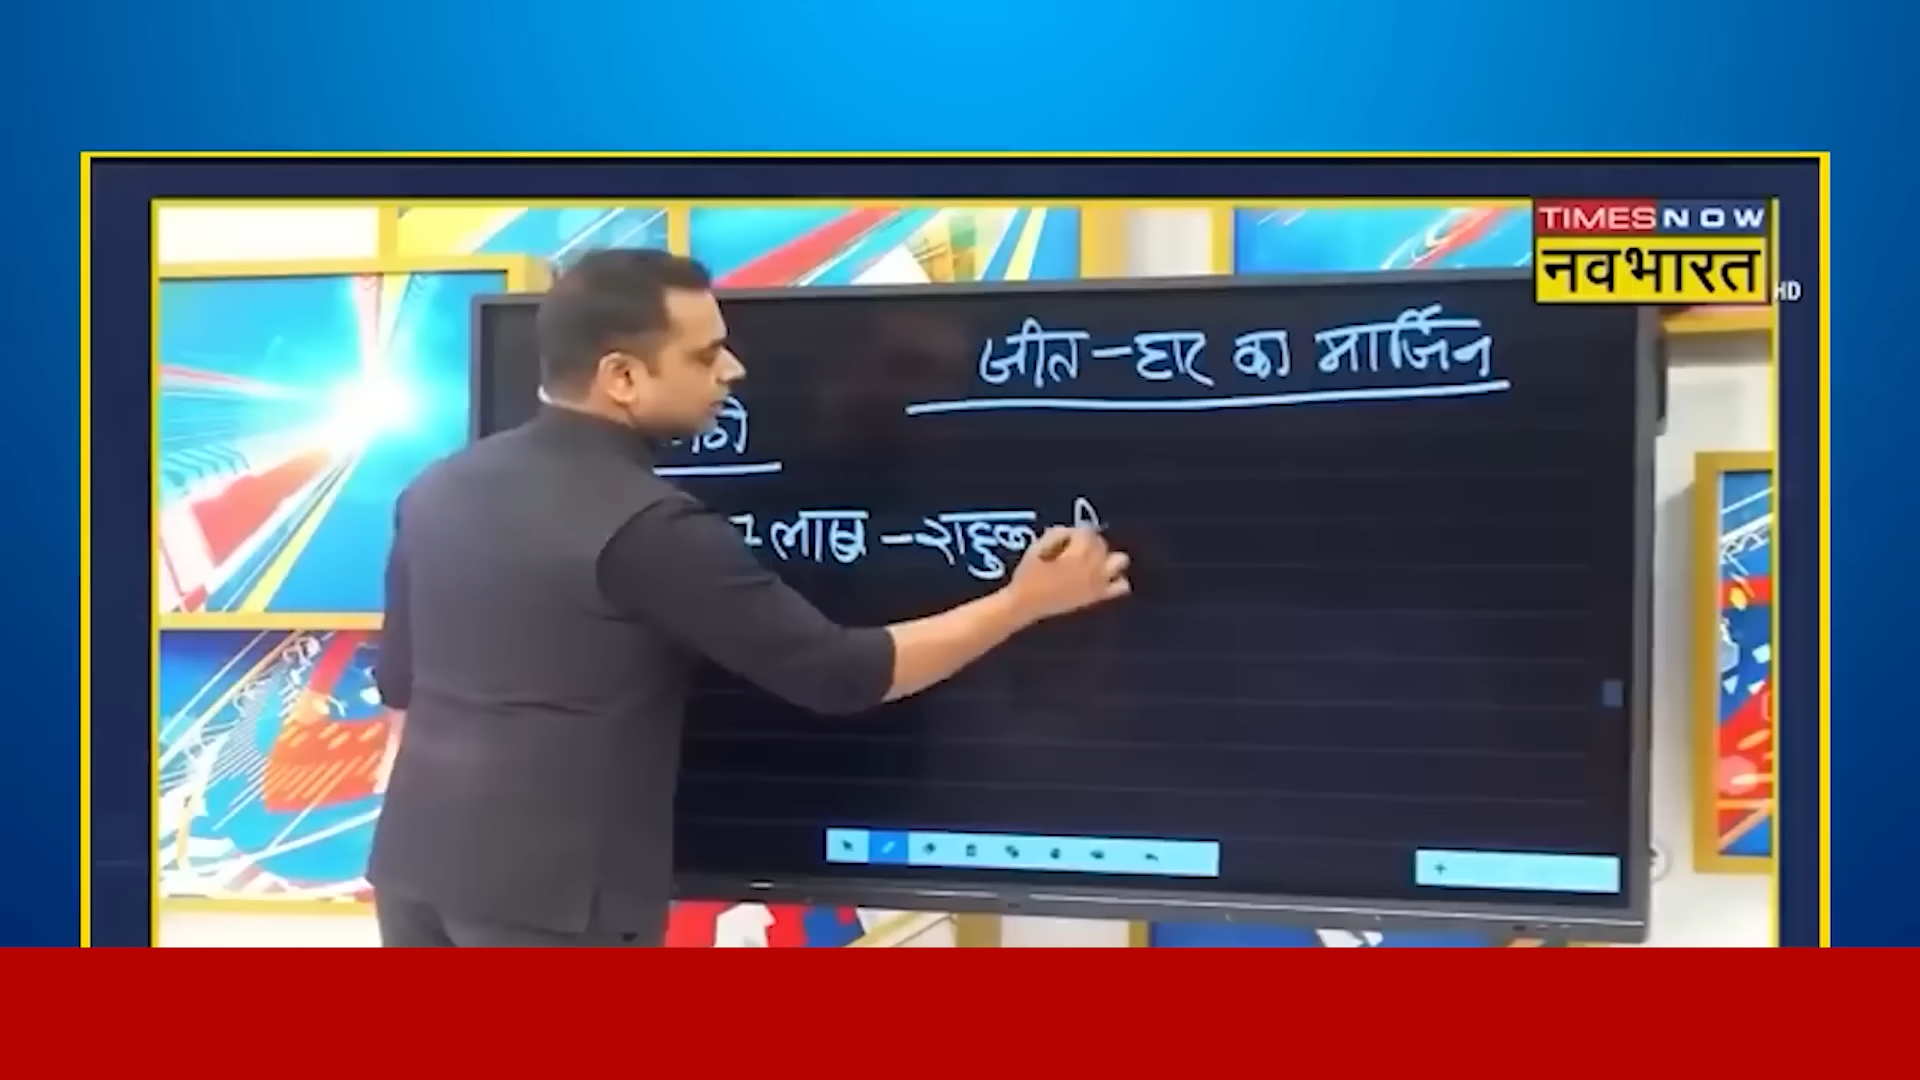 TIMES NOW
नवभारत
HD
जीत-हार का मार्जिन
लाख - राहुल